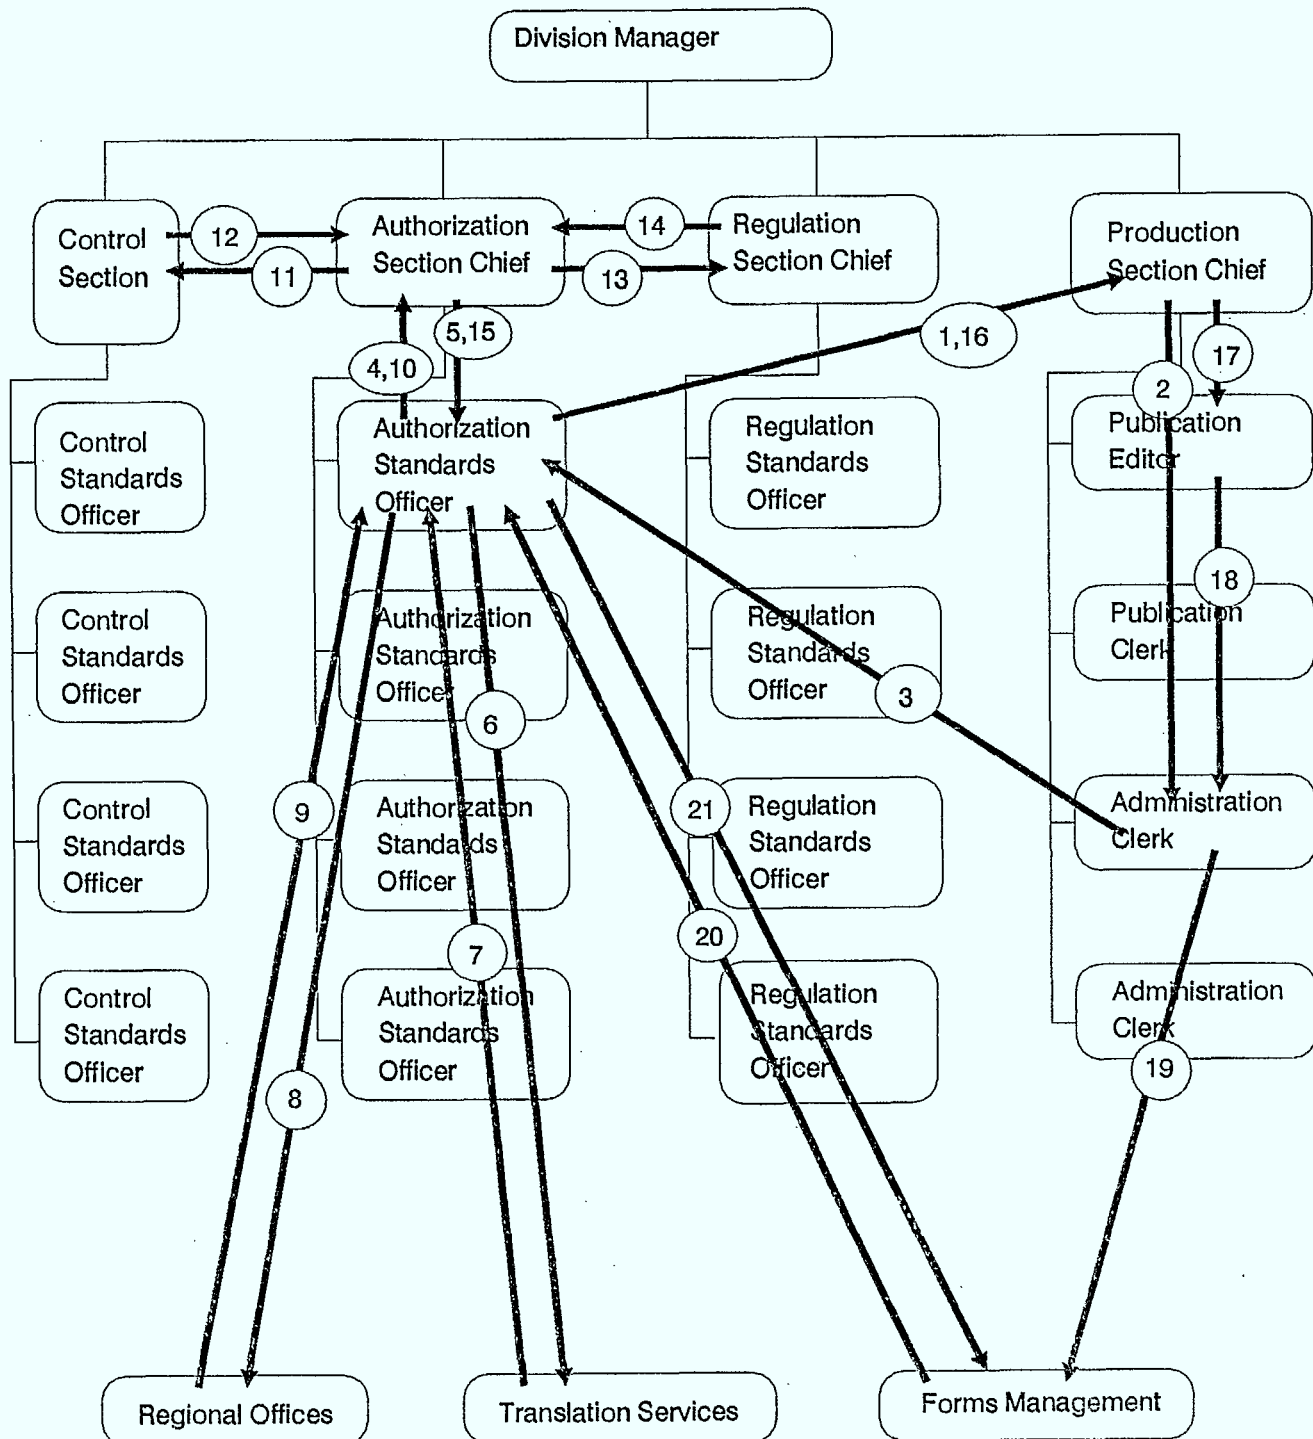 Division Manager
Control
Section
12
11
Authorization
Section Chief
14
13
Regulation
Section Chief
Production
Section Chief
5,15
4,10
1,16
17
2
Control
Standards
Officer
Authorization
Standards
Officer
Regulation
Standards
Officer
Publication
Editor
18
Control
Standards
Officer
Authorization
Standards
Officer
6
Regulation
Standards
Officer
3
Publication
Clerk
9
Control
Standards
Officer
Authorization
Standards
Officer
21
Regulation
Standards
Officer
Administration
Clerk
7
20
Control
Standards
Officer
8
Authorization
Standards
Officer
Regulation
Standards
Officer
Administration
Clerk
19
Regional Offices
Translation Services
Forms Management